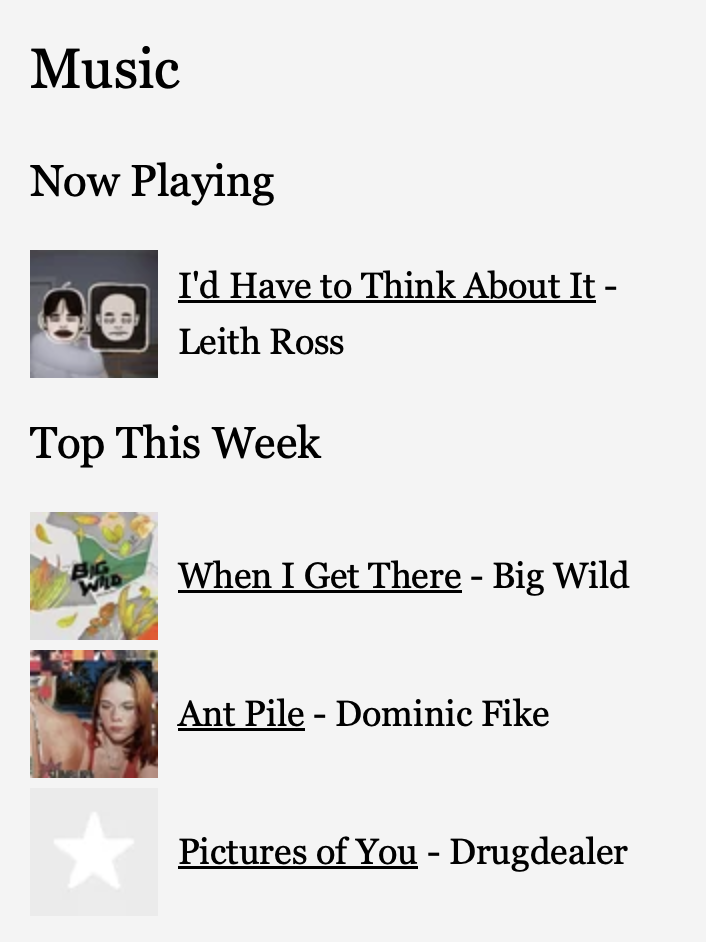 Music
Now Playing
I'd Have to Think About It -
Leith Ross
Top This Week
BIG
WILD
When I Get There - Big Wild
Ant Pile - Dominic Fike
Pictures of You - Drugdealer